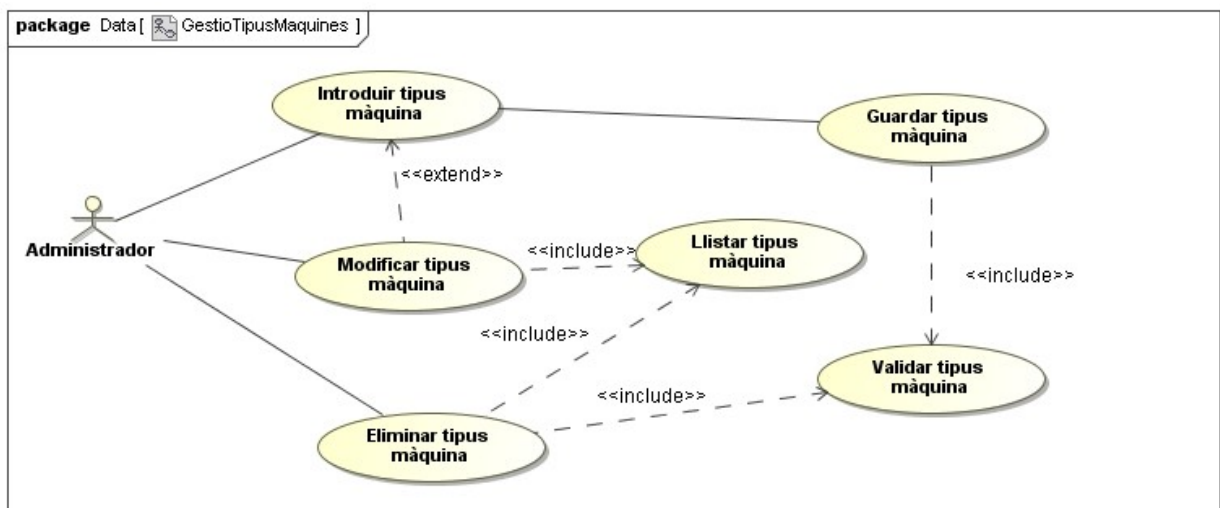 package Data [ GestioTipusMaquines ]
Introduir tipus
màquina
Guardar tipus
màquina
<<extend>>
Administrador
Modificar tipus
màquina
<<include>>
Llistar tipus
màquina
<<include>>
<<include>>
Validar tipus
màquina
<<include>>
Eliminar tipus
màquina